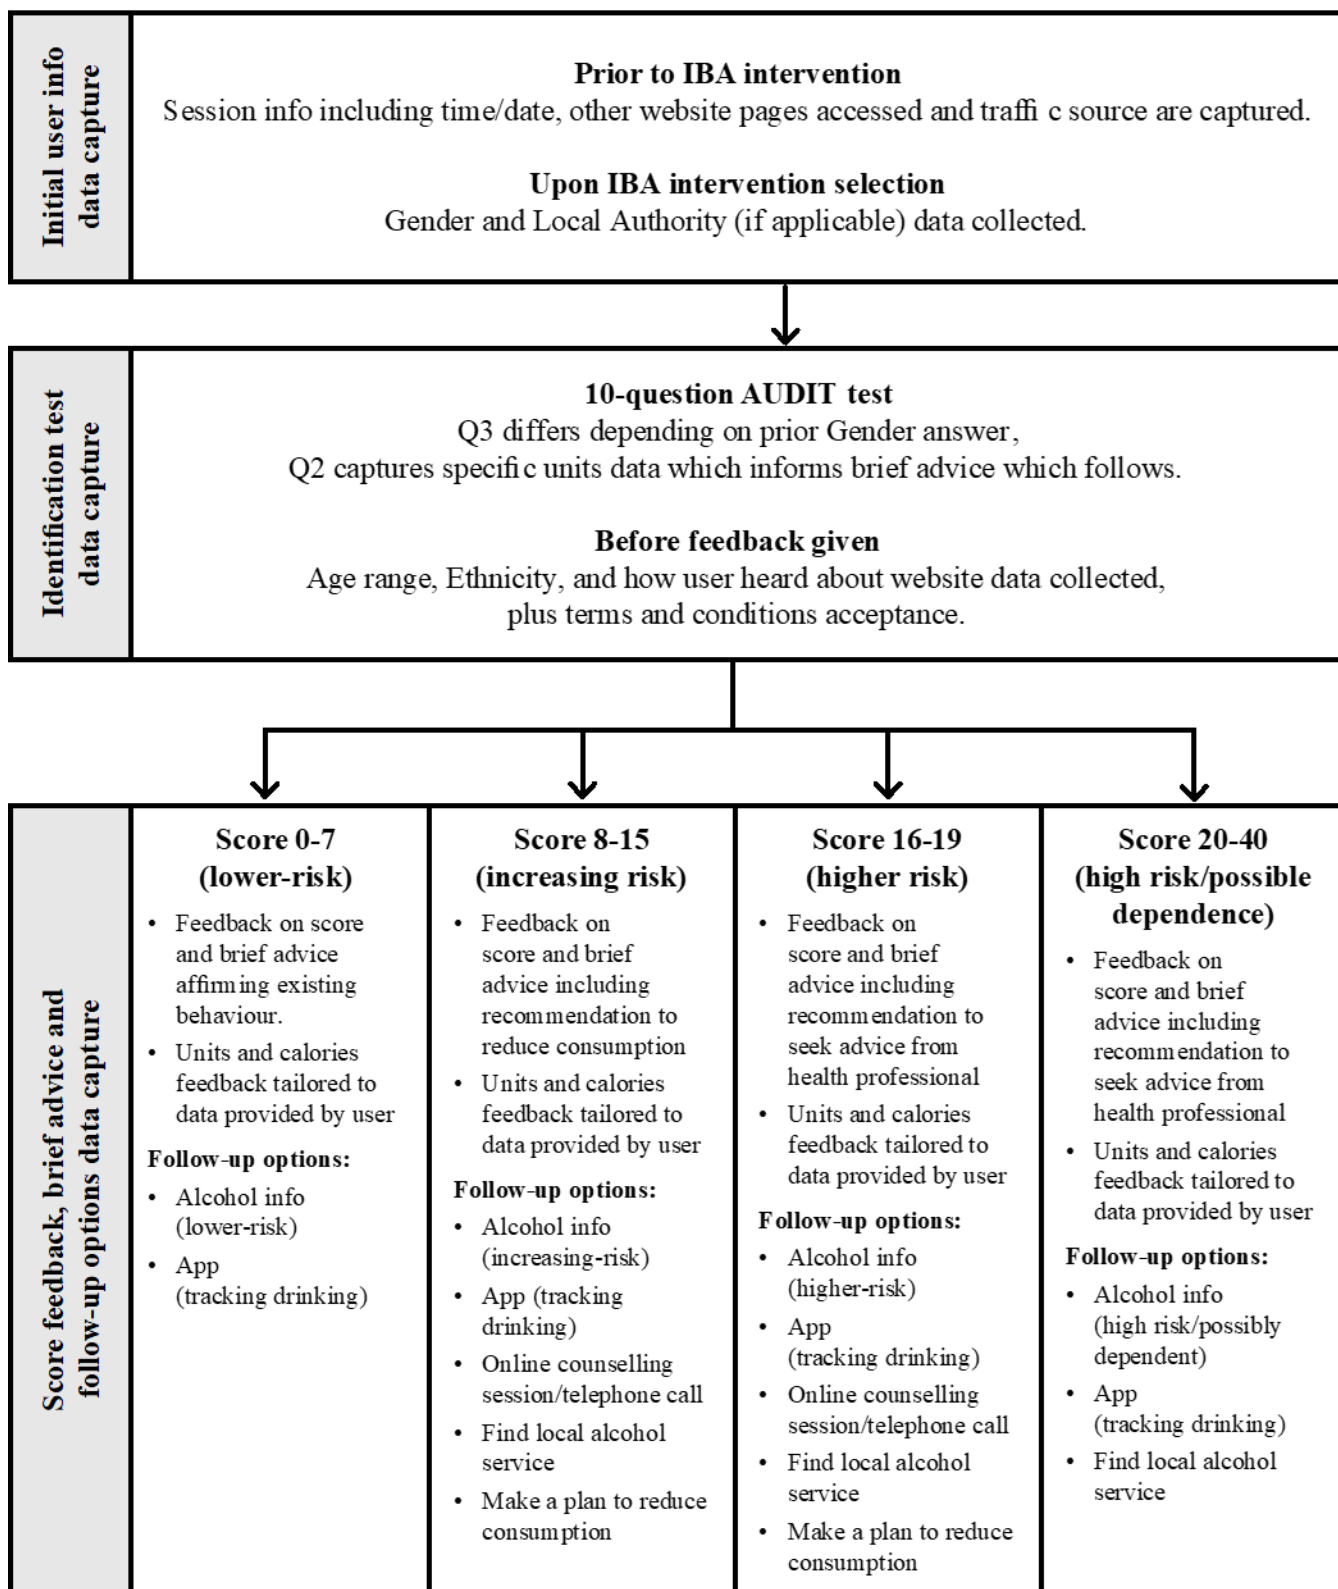 Initial user info
data capture
Prior to IBA intervention
Session info including time/date, other website pages accessed and traffi c source are captured.
Upon IBA intervention selection
Gender and Local Authority (if applicable) data collected.
Identification test
data capture
10-question AUDIT test
Q3 differs depending on prior Gender answer,
Q2 captures specific units data which informs brief advice which follows.
Before feedback given
Age range, Ethnicity, and how user heard about website data collected,
plus terms and conditions acceptance.
Score feedback, brief advice and
follow-up options data capture
Score 0-7
(lower-risk)
• Feedback on score
and brief advice
affirming existing
behaviour.
• Units and calories
feedback tailored to
data provided by user
Follow-up options:
• Alcohol info
(lower-risk)
• App
(tracking drinking)
Score 8-15
(increasing risk)
• Feedback on
score and brief
advice including
recommendation to
reduce consumption
• Units and calories
feedback tailored to
data provided by user
Follow-up options:
• Alcohol info
(increasing-risk)
• App (tracking
drinking)
• Online counselling
session/telephone call
• Find local alcohol
service
• Make a plan to reduce
consumption
Score 16-19
(higher risk)
• Feedback on
score and brief
advice including
recommendation to
seek advice from
health professional
• Units and calories
feedback tailored to
data provided by user
Follow-up options:
• Alcohol info
(higher-risk)
• App
(tracking drinking)
• Online counselling
session/telephone call
• Find local alcohol
service
• Make a plan to reduce
consumption
Score 20-40
(high risk/possible
dependence)
• Feedback on
score and brief
advice including
recommendation to
seek advice from
health professional
• Units and calories
feedback tailored to
data provided by user
Follow-up options:
• Alcohol info
(high risk/possibly
dependent)
• App
(tracking drinking)
• Find local alcohol
service